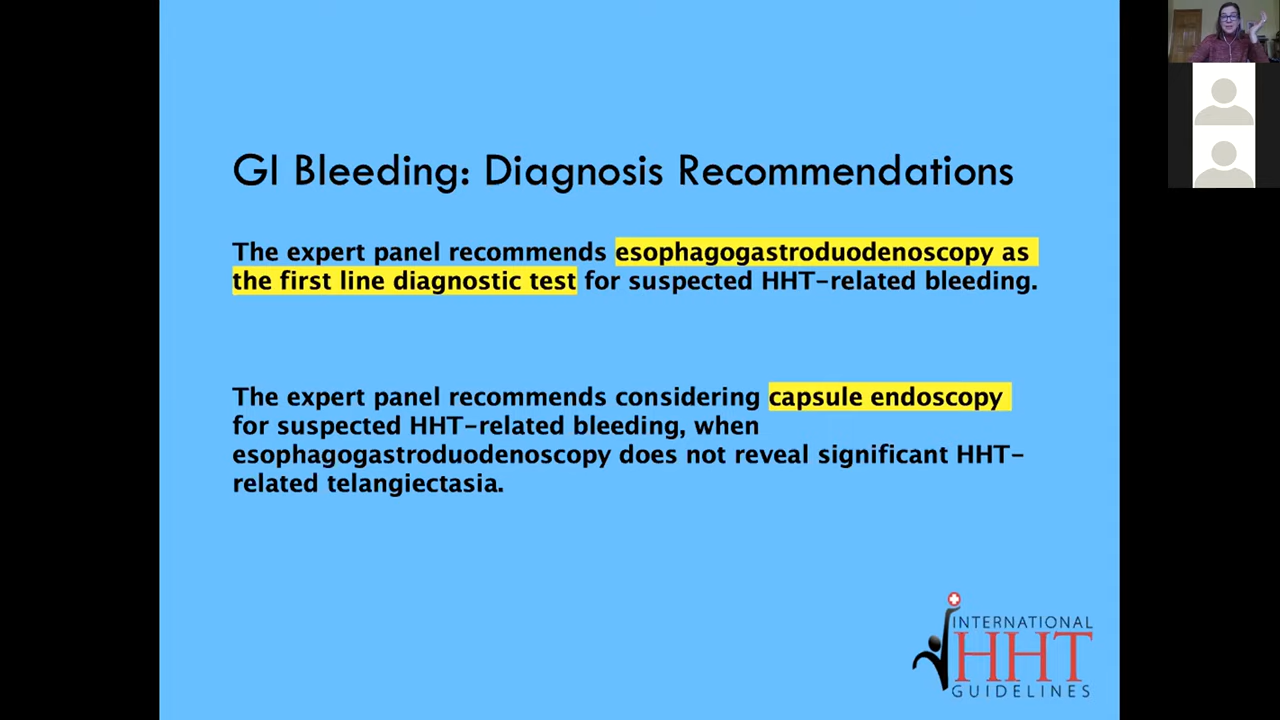 GI Bleeding: Diagnosis Recommendations
The expert panel recommends esophagogastroduodenoscopy as
the first line diagnostic test for suspected HHT-related bleeding.
The expert panel recommends considering capsule endoscopy
for suspected HHT-related bleeding, when
esophagogastroduodenoscopy does not reveal significant HHT-
related telangiectasia.
INTERNATIONAL
HHT
GUIDELINES